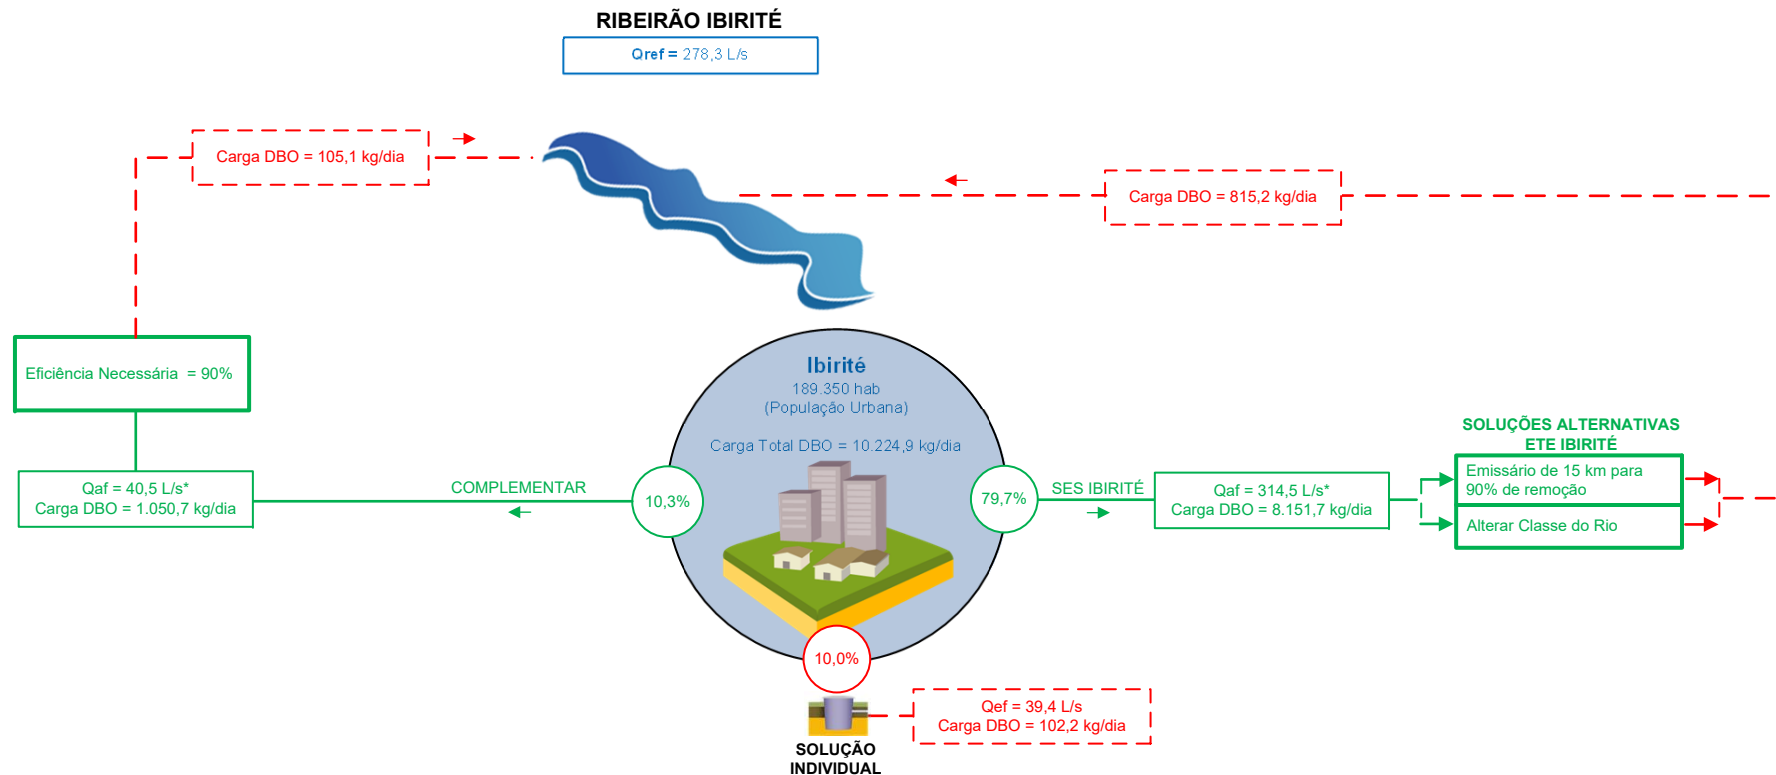 RIBEIRÃO IBIRITÉ
Qref = 278,3 L/s
Carga DBO = 105,1 kg/dia
Carga DBO = 815,2 kg/dia
Eficiência Necessária = 90%
Ibirité
189.350 hab
(População Urbana)
Carga Total DBO = 10.224,9 kg/dia
Qaf = 40,5 L/s*
Carga DBO = 1.050,7 kg/dia
COMPLEMENTAR
10,3%
79,7%
SES IBIRITÉ
Qaf = 314,5 L/s*
Carga DBO = 8.151,7 kg/dia
SOLUÇÕES ALTERNATIVAS
ETE IBIRITÉ
Emissário de 15 km para
90% de remoção
Alterar Classe do Rio
10,0%
Qef = 39,4 L/s
Carga DBO = 102,2 kg/dia
SOLUÇÃO
INDIVIDUAL